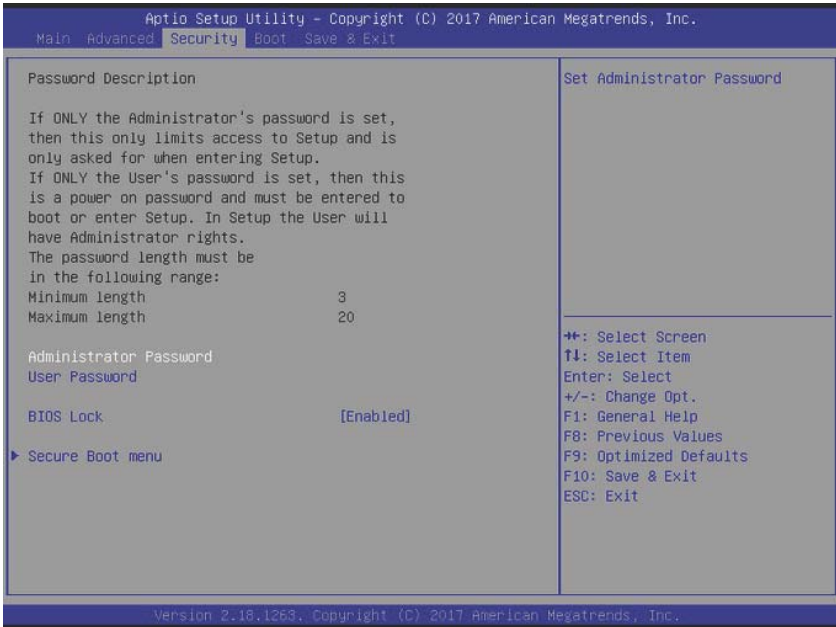 Aptio Setup Utility – Copyright (C) 2017 American Megatrends, Inc.
Main Advanced Security Boot Save & Exit
Password Description
If ONLY the Administrator's password is set,
then this only limits access to Setup and is
only asked for when entering Setup.
If ONLY the User's password is set, then this
is a power on password and must be entered to
boot or enter Setup. In Setup the User will
have Administrator rights.
The password length must be
in the following range:
Minimum length 3
Maximum length 20
Administrator Password
User Password
BIOS Lock [Enabled]
▶ Secure Boot menu
Set Administrator Password
→←: Select Screen
↑↓: Select Item
Enter: Select
+/-: Change Opt.
F1: General Help
F8: Previous Values
F9: Optimized Defaults
F10: Save & Exit
ESC: Exit
Version 2.18.1263. Copyright (C) 2017 American Megatrends, Inc.